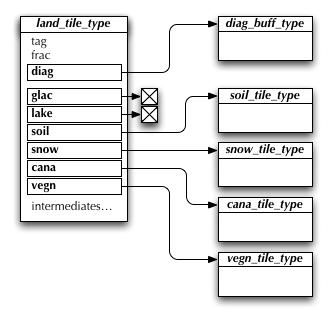 land_tile_type
tag
frac
diag
glac
lake
soil
snow
cana
vegn
intermediates...
diag_buff_type
soil_tile_type
snow_tile_type
cana_tile_type
vegn_tile_type